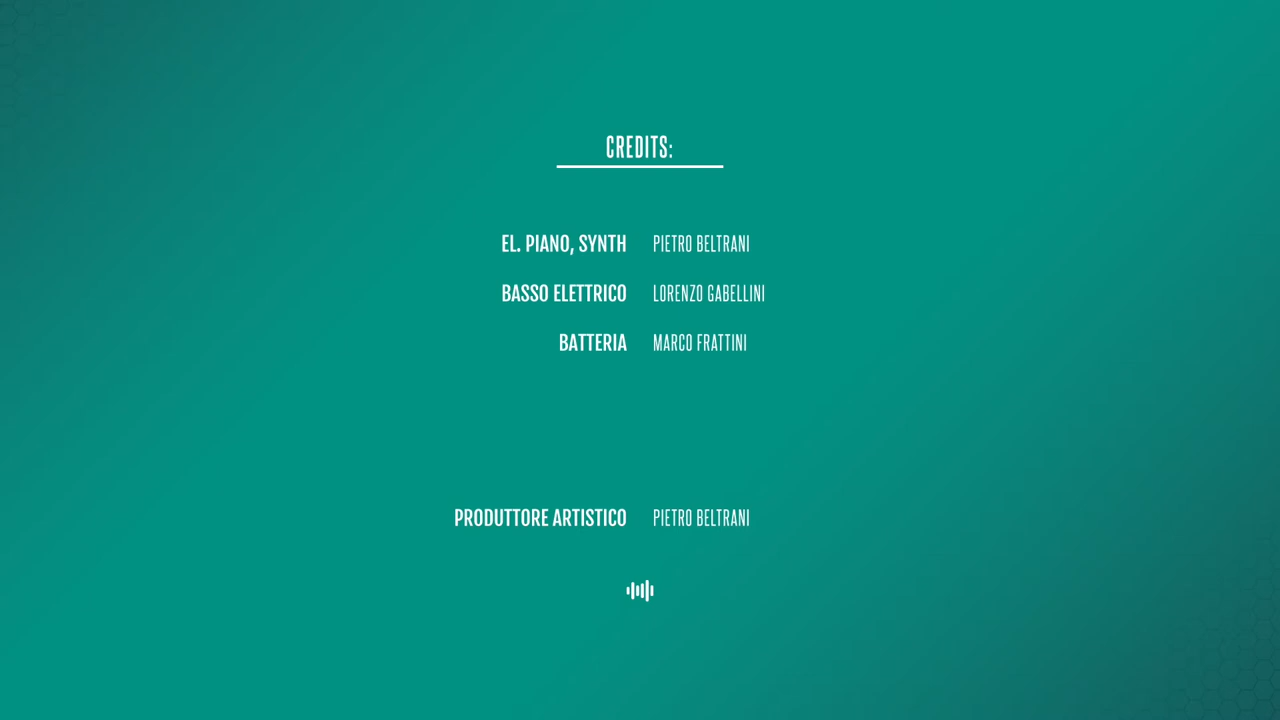 CREDITS:
EL. PIANO, SYNTH PIETRO BELTRANI
BASSO ELETTRICO LORENZO GABELLINI
BATTERIA MARCO FRATTINI
PRODUTTORE ARTISTICO PIETRO BELTRANI